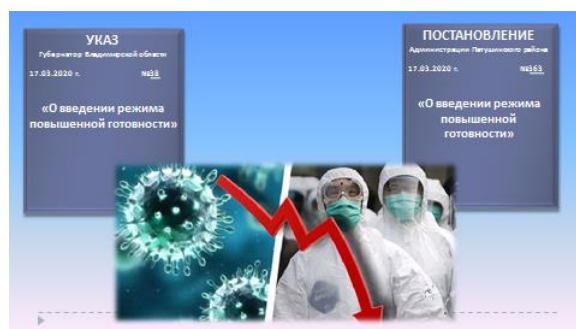 УКАЗ
Губернатор Владимирской области
17.03.2020 г. №38
«О введении режима
повышенной готовности»
ПОСТАНОВЛЕНИЕ
Администрации Петушинского района
17.03.2020 г. №363
«О введении режима
повышенной
готовности»